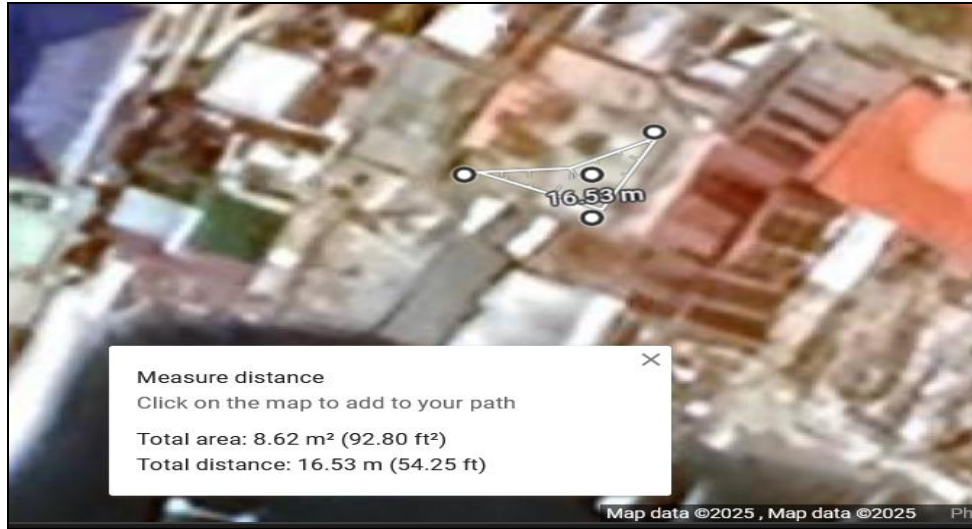 16.53 m
Measure distance
Click on the map to add to your path
Total area: 8.62 m² (92.80 ft²)
Total distance: 16.53 m (54.25 ft)
Map data ©2025 , Map data ©2025